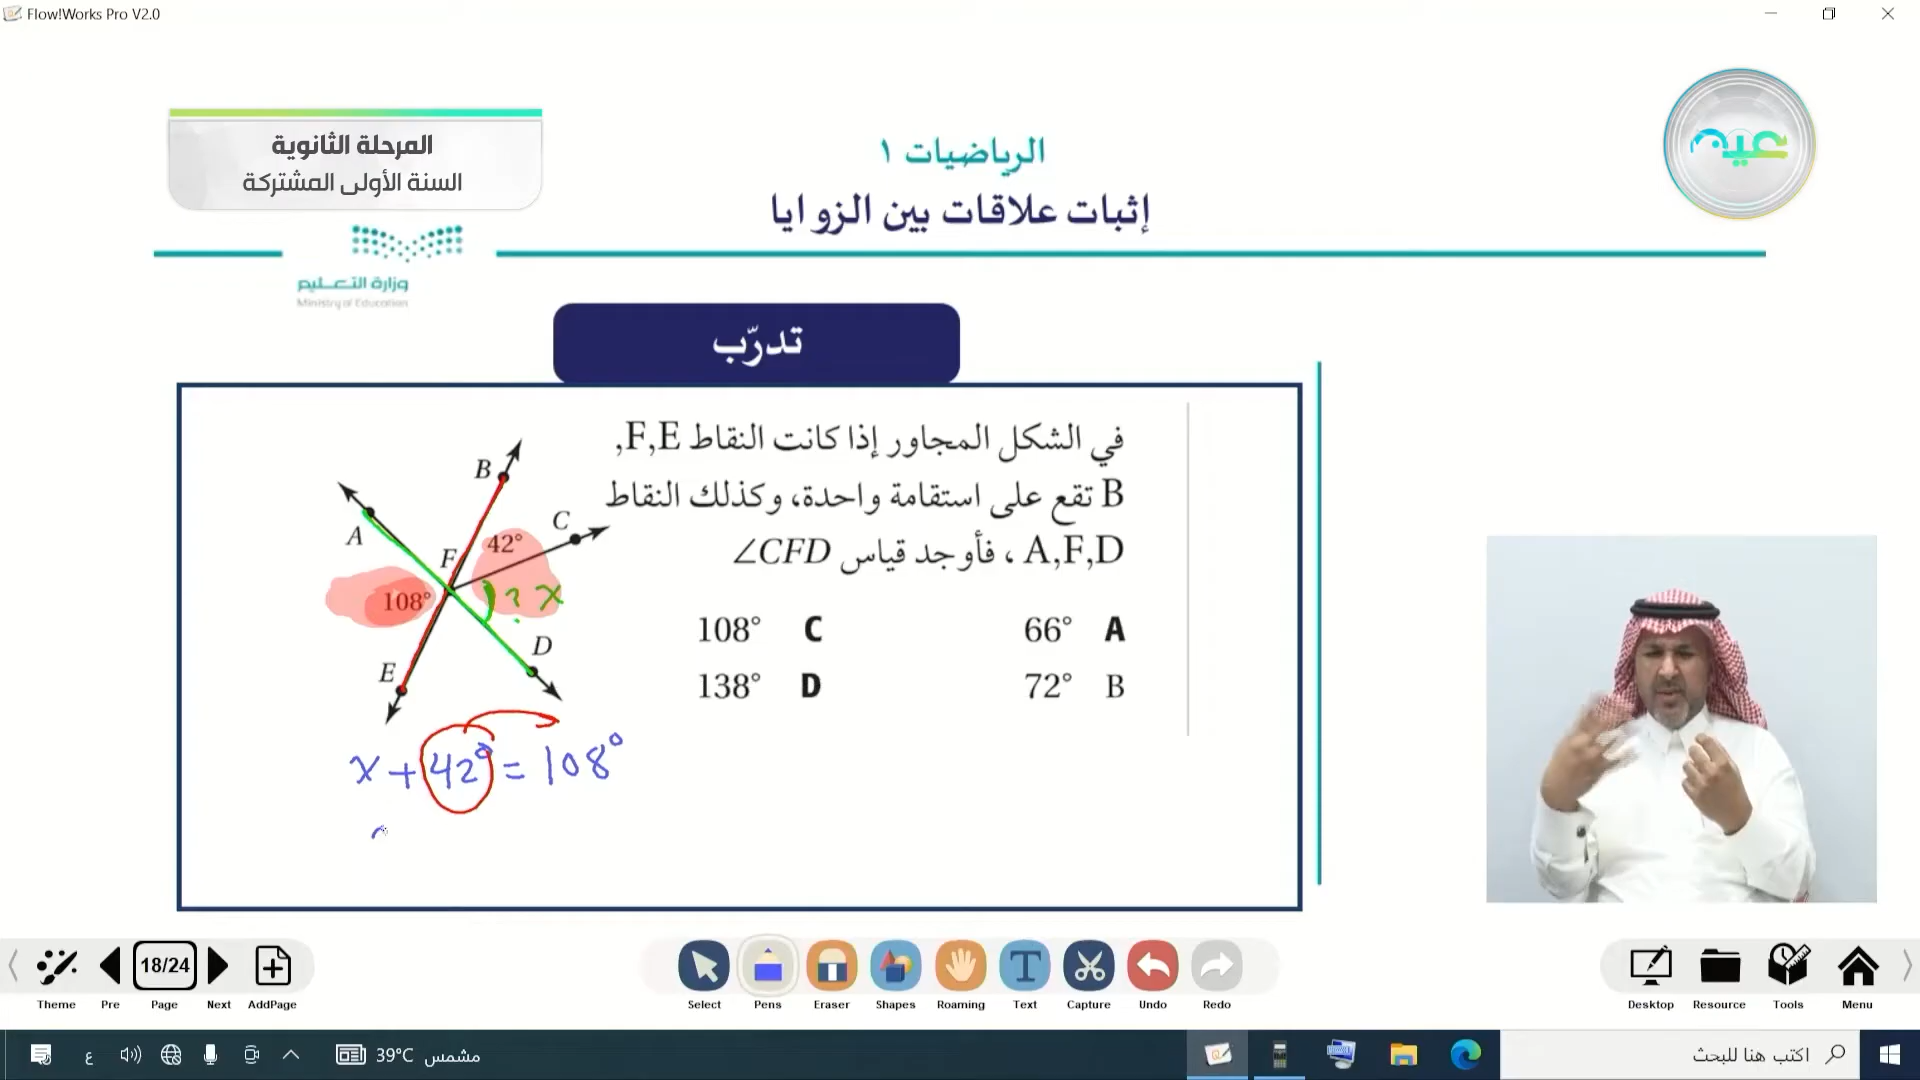 Flow!Works Pro V2.0
المرحلة الثانوية
السنة الأولى المشتركة
الرياضيات ١
إثبات علاقات بين الزوايا
عين
وزارة التعليم
Ministry of Education
تدرّب
في الشكل المجاور إذا كانت النقاط F,E,
B تقع على استقامة واحدة، وكذلك النقاط
A,F,D ، فأوجد قياس ∠CFD
66° A
108° C
72° B
138° D
B
A
C
F
42°
108°
? x
D
E
x + 42° = 108°
18/24
Theme
Pre
Page
Next
AddPage
Select
Pens
Eraser
Shapes
Roaming
T
Text
Capture
Undo
Redo
Desktop
Resource
Tools
Menu
ع
39°C مشمس
اكتب هنا للبحث